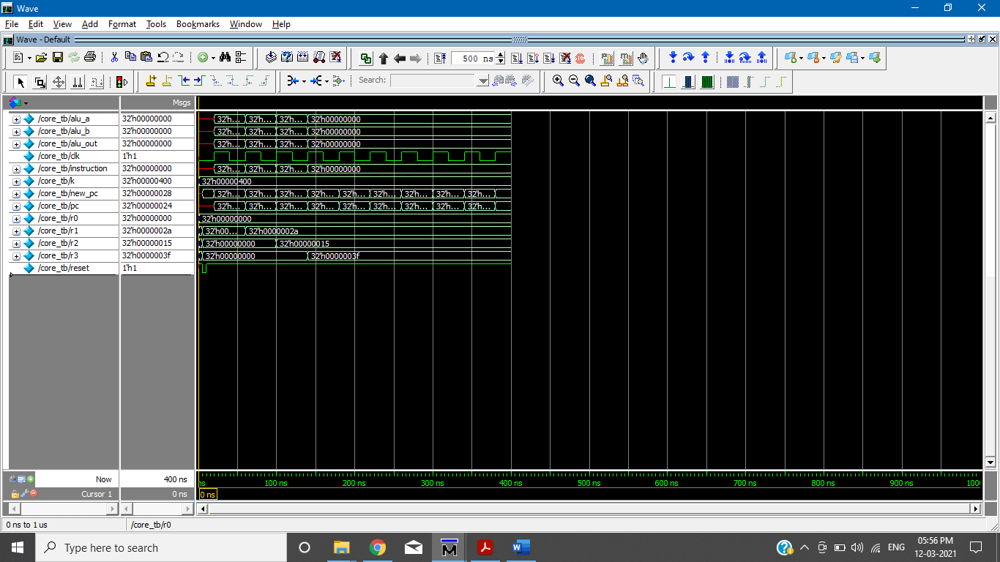 Wave
File Edit View Add Format Tools Bookmarks Window Help
Wave - Default
500 ns
Search:
Msgs
/core_tb/alu_a 32'h00000000 32'h... 32'h... 32'h... 32'h00000000
/core_tb/alu_b 32'h00000000 32'h... 32'h... 32'h... 32'h00000000
/core_tb/alu_out 32'h00000000 32'h... 32'h... 32'h... 32'h00000000
/core_tb/clk 1'h1
/core_tb/instruction 32'h00000000 32'h... 32'h... 32'h... 32'h00000000
/core_tb/k 32'h00000400 32'h00000400
/core_tb/new_pc 32'h00000028 32'h... 32'h... 32'h... 32'h... 32'h... 32'h... 32'h... 32'h... 32'h...
/core_tb/pc 32'h00000024 32'h... 32'h... 32'h... 32'h... 32'h... 32'h... 32'h... 32'h... 32'h...
/core_tb/r0 32'h00000000 32'h00000000
/core_tb/r1 32'h0000002a 32'h00... 32'h0000002a
/core_tb/r2 32'h00000015 32'h00000000 32'h00000015
/core_tb/r3 32'h0000003f 32'h00000000 32'h0000003f
/core_tb/reset 1'h1
Now 400 ns ns 100 ns 200 ns 300 ns 400 ns 500 ns 600 ns 700 ns 800 ns 900 ns 100
Cursor 1 0 ns 0 ns
0 ns to 1 us /core_tb/r0
Type here to search ENG 05:56 PM
12-03-2021